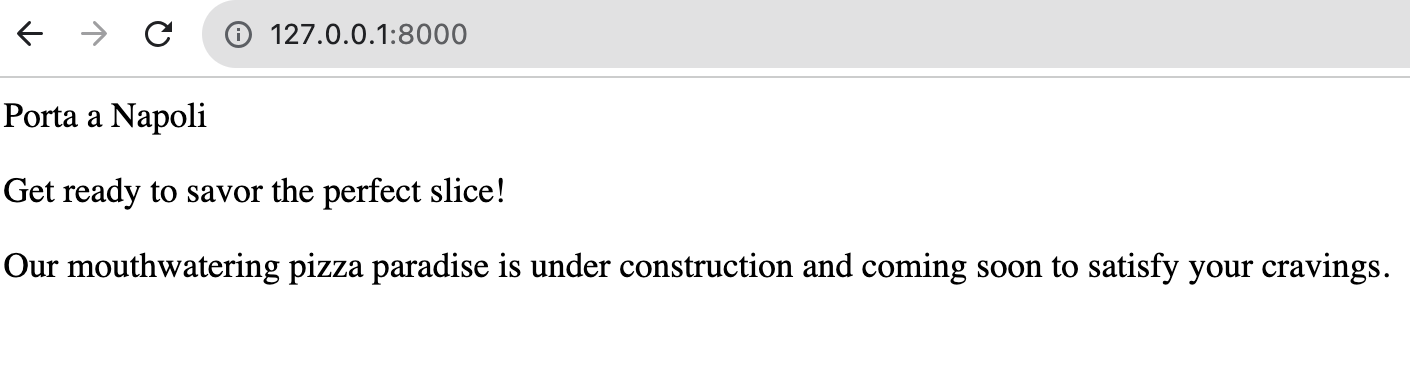 127.0.0.1:8000
Porta a Napoli
Get ready to savor the perfect slice!
Our mouthwatering pizza paradise is under construction and coming soon to satisfy your cravings.